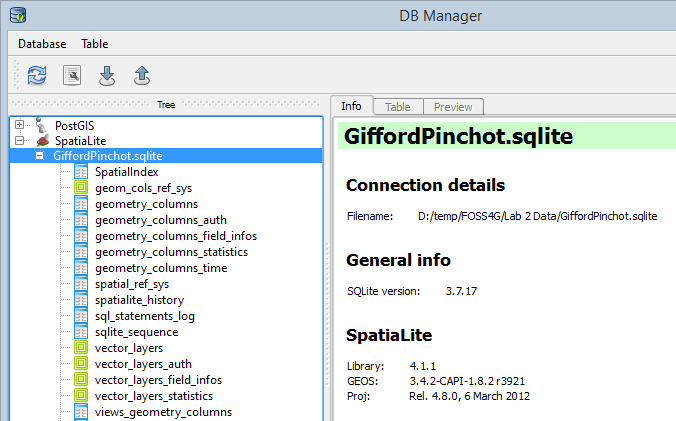 DB Manager
Database Table
Tree
PostGIS
SpatiaLite
GiffordPinchot.sqlite
SpatialIndex
geom_cols_ref_sys
geometry_columns
geometry_columns_auth
geometry_columns_field_infos
geometry_columns_statistics
geometry_columns_time
spatial_ref_sys
spatialite_history
sql_statements_log
sqlite_sequence
vector_layers
vector_layers_auth
vector_layers_field_infos
vector_layers_statistics
views_geometry_columns
Info Table Preview
GiffordPinchot.sqlite
Connection details
Filename: D:/temp/FOSS4G/Lab 2 Data/GiffordPinchot.sqlite
General info
SQLite version: 3.7.17
SpatiaLite
Library: 4.1.1
GEOS: 3.4.2-CAPI-1.8.2 r3921
Proj: Rel. 4.8.0, 6 March 2012